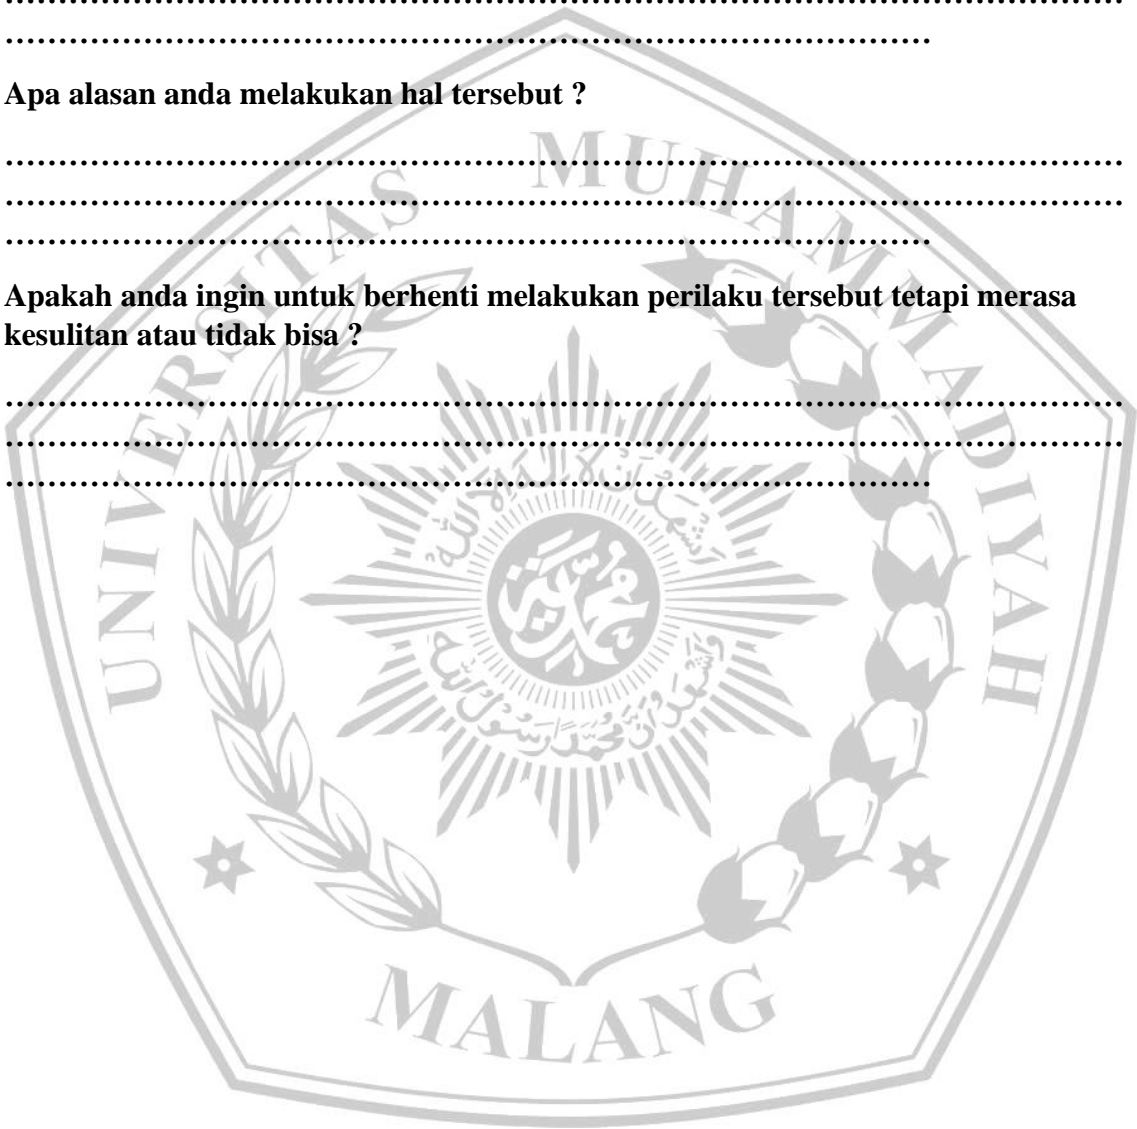 ……………………………………………………………………………………………
……………………………………………………………………………
Apa alasan anda melakukan hal tersebut ?
……………………………………………………………………………………………
……………………………………………………………………………………………
……………………………………………………………………………
Apakah anda ingin untuk berhenti melakukan perilaku tersebut tetapi merasa
kesulitan atau tidak bisa ?
……………………………………………………………………………………………
……………………………………………………………………………………………
……………………………………………………………………………
UNIVERSITAS MUHAMMADIYAH
MALANG